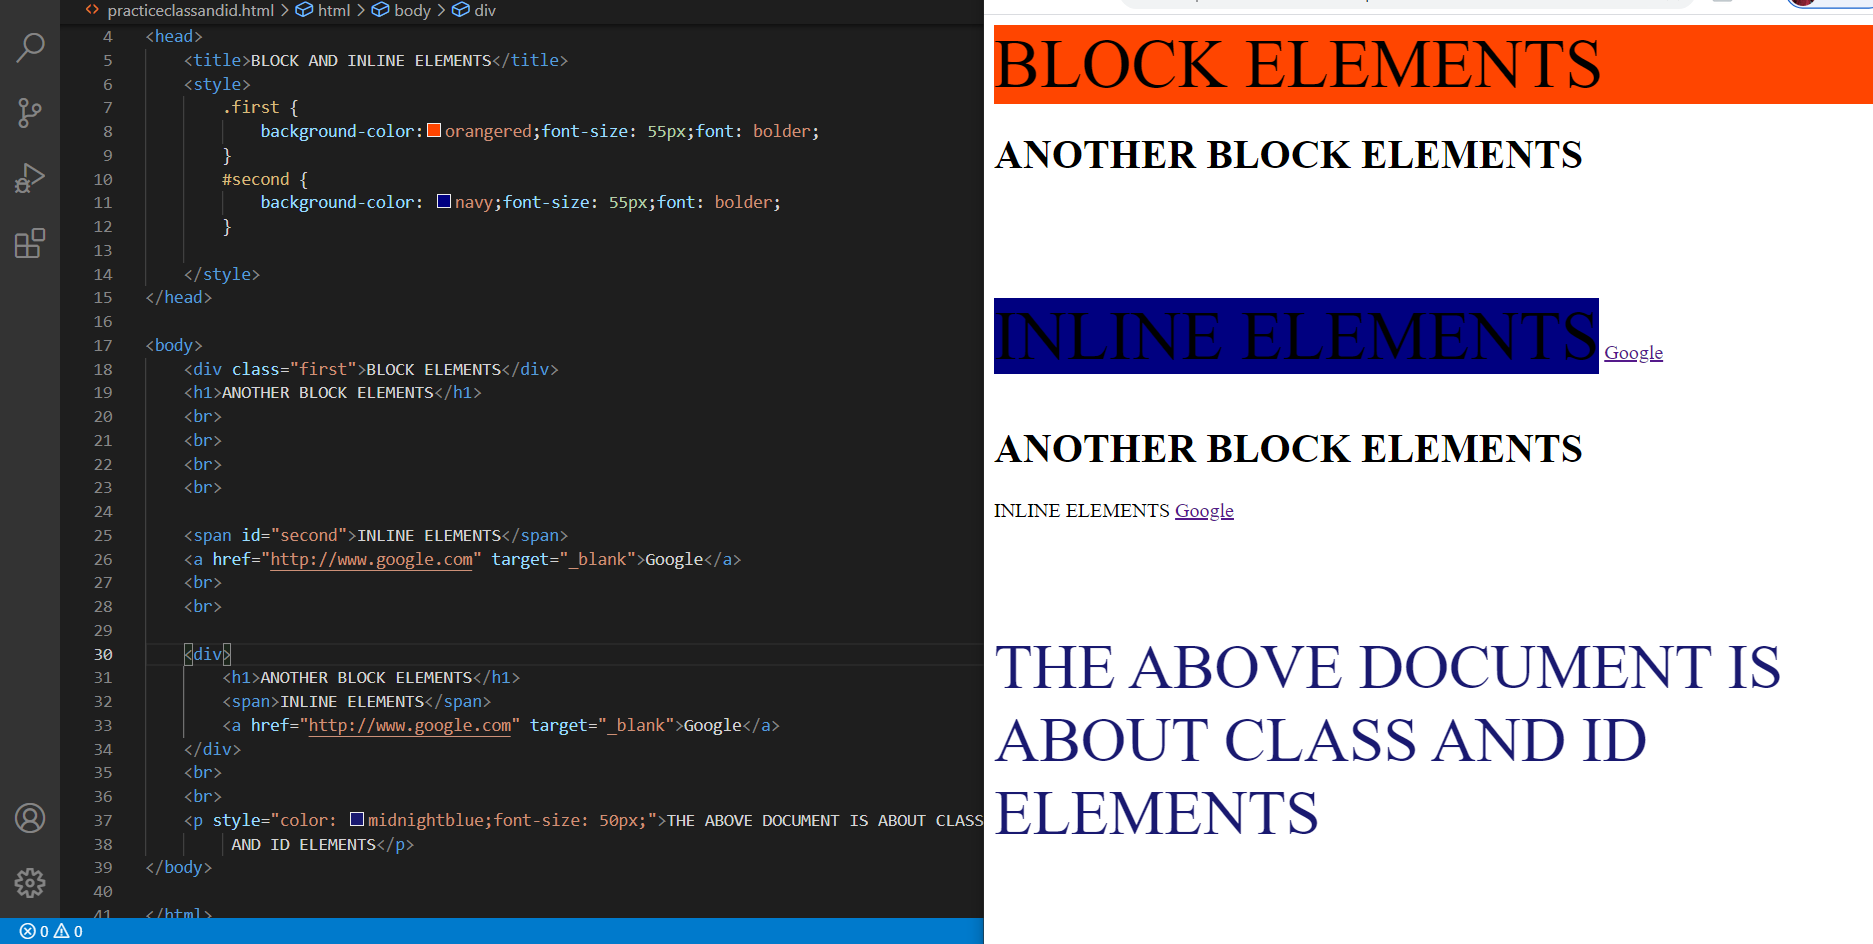 practiceclassandid.html > html > body > div
4 <head>
5 <title>BLOCK AND INLINE ELEMENTS</title>
6 <style>
7 .first {
8 background-color: orangered;font-size: 55px;font: bolder;
9 }
10 #second {
11 background-color: navy;font-size: 55px;font: bolder;
12 }
13
14 </style>
15 </head>
16
17 <body>
18 <div class="first">BLOCK ELEMENTS</div>
19 <h1>ANOTHER BLOCK ELEMENTS</h1>
20 <br>
21 <br>
22 <br>
23 <br>
24
25 <span id="second">INLINE ELEMENTS</span>
26 <a href="http://www.google.com" target="_blank">Google</a>
27 <br>
28 <br>
29
30 <div>
31 <h1>ANOTHER BLOCK ELEMENTS</h1>
32 <span>INLINE ELEMENTS</span>
33 <a href="http://www.google.com" target="_blank">Google</a>
34 </div>
35 <br>
36 <br>
37 <p style="color: midnightblue;font-size: 50px;">THE ABOVE DOCUMENT IS ABOUT CLASS
38 AND ID ELEMENTS</p>
39 </body>
40
41 </html>
0 0
BLOCK ELEMENTS
ANOTHER BLOCK ELEMENTS
INLINE ELEMENTS Google
ANOTHER BLOCK ELEMENTS
INLINE ELEMENTS Google
THE ABOVE DOCUMENT IS
ABOUT CLASS AND ID
ELEMENTS